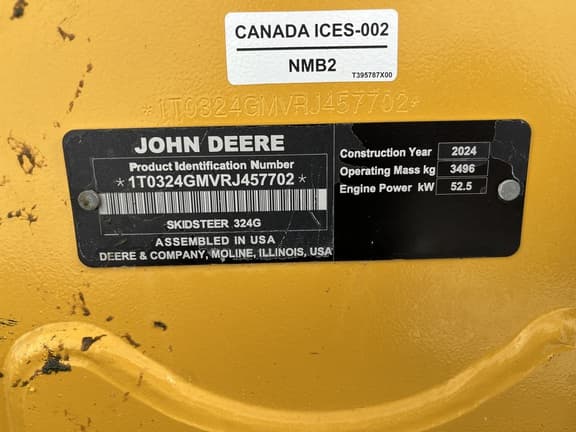 CANADA ICES-002
NMB2
T395787X00
*1T0324GMVRJ457702*
JOHN DEERE
Product Identification Number
*1T0324GMVRJ457702*
SKIDSTEER 324G
ASSEMBLED IN USA
DEERE & COMPANY, MOLINE, ILLINOIS, USA
Construction Year 2024
Operating Mass kg 3496
Engine Power kW 52.5